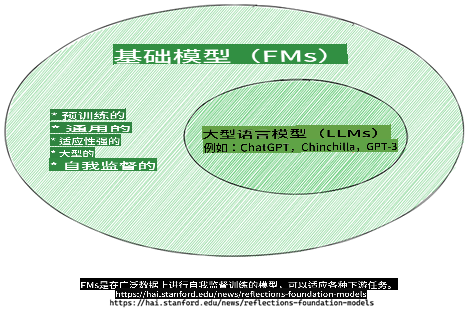 基础模型 (FMs)
* 预训练的
* 通用的
* 适应性强的
* 大型的
* 自我监督的
大型语言模型 (LLMs)
例如：ChatGPT，Chinchilla，GPT-3
FMs是在广泛数据上进行自我监督训练的模型，可以适应各种下游任务。
https://hai.stanford.edu/news/reflections-foundation-models
https://hai.stanford.edu/news/reflections-foundation-models